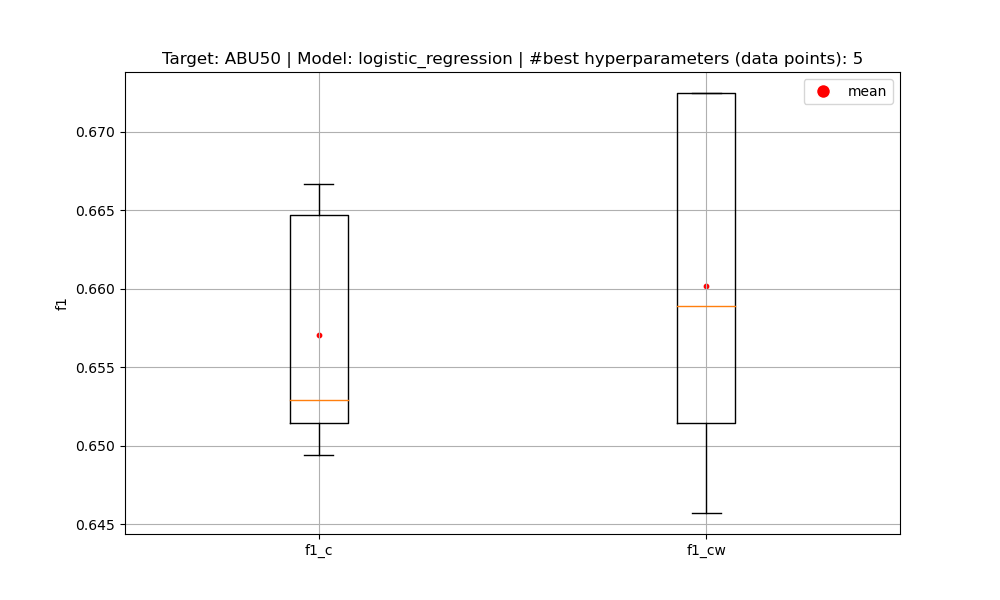 Target: ABU50 | Model: logistic_regression | #best hyperparameters (data points): 5
mean
0.670
0.665
0.660
0.655
0.650
0.645
f1
f1_c
f1_cw